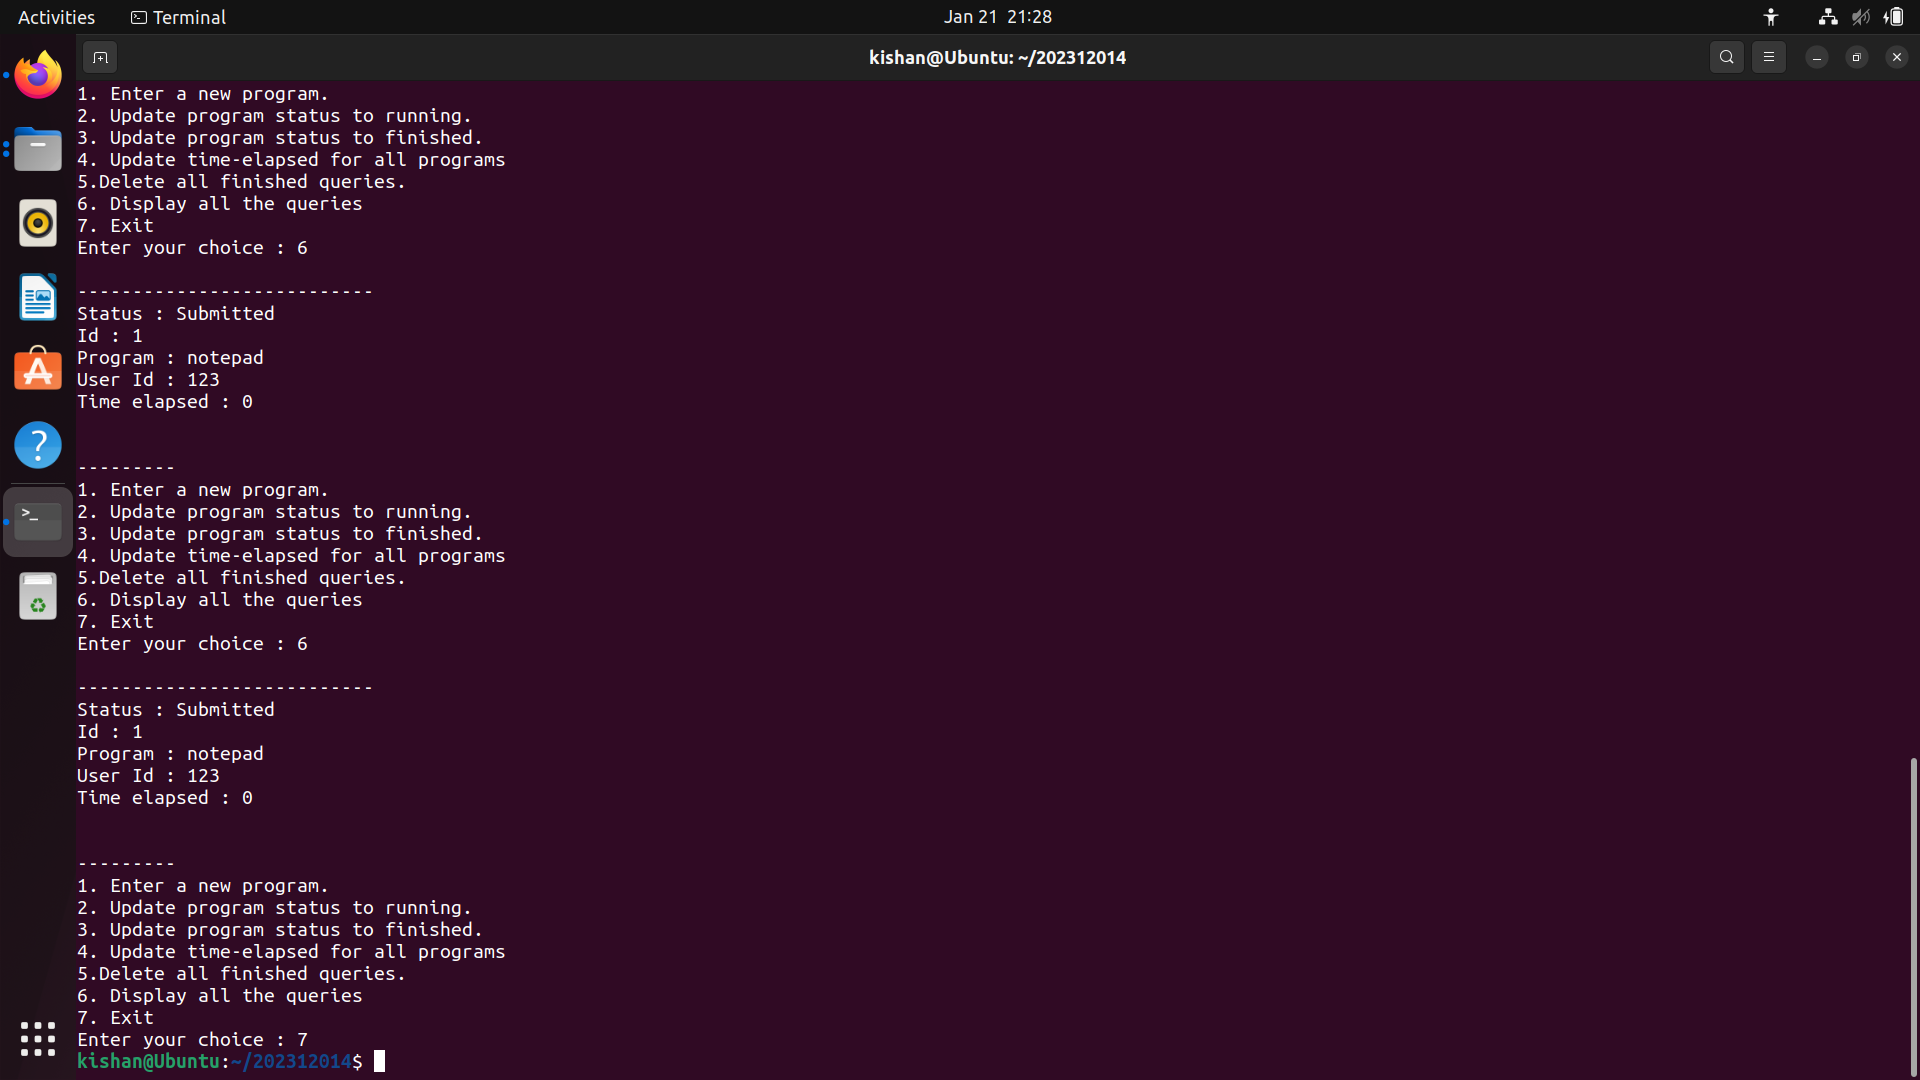 Activities
Terminal
Jan 21 21:28
kishan@Ubuntu: ~/202312014
1. Enter a new program.
2. Update program status to running.
3. Update program status to finished.
4. Update time-elapsed for all programs
5.Delete all finished queries.
6. Display all the queries
7. Exit
Enter your choice : 6
---------------------------
Status : Submitted
Id : 1
Program : notepad
User Id : 123
Time elapsed : 0
---------
1. Enter a new program.
2. Update program status to running.
3. Update program status to finished.
4. Update time-elapsed for all programs
5.Delete all finished queries.
6. Display all the queries
7. Exit
Enter your choice : 6
---------------------------
Status : Submitted
Id : 1
Program : notepad
User Id : 123
Time elapsed : 0
---------
1. Enter a new program.
2. Update program status to running.
3. Update program status to finished.
4. Update time-elapsed for all programs
5.Delete all finished queries.
6. Display all the queries
7. Exit
Enter your choice : 7
kishan@Ubuntu:~/202312014$